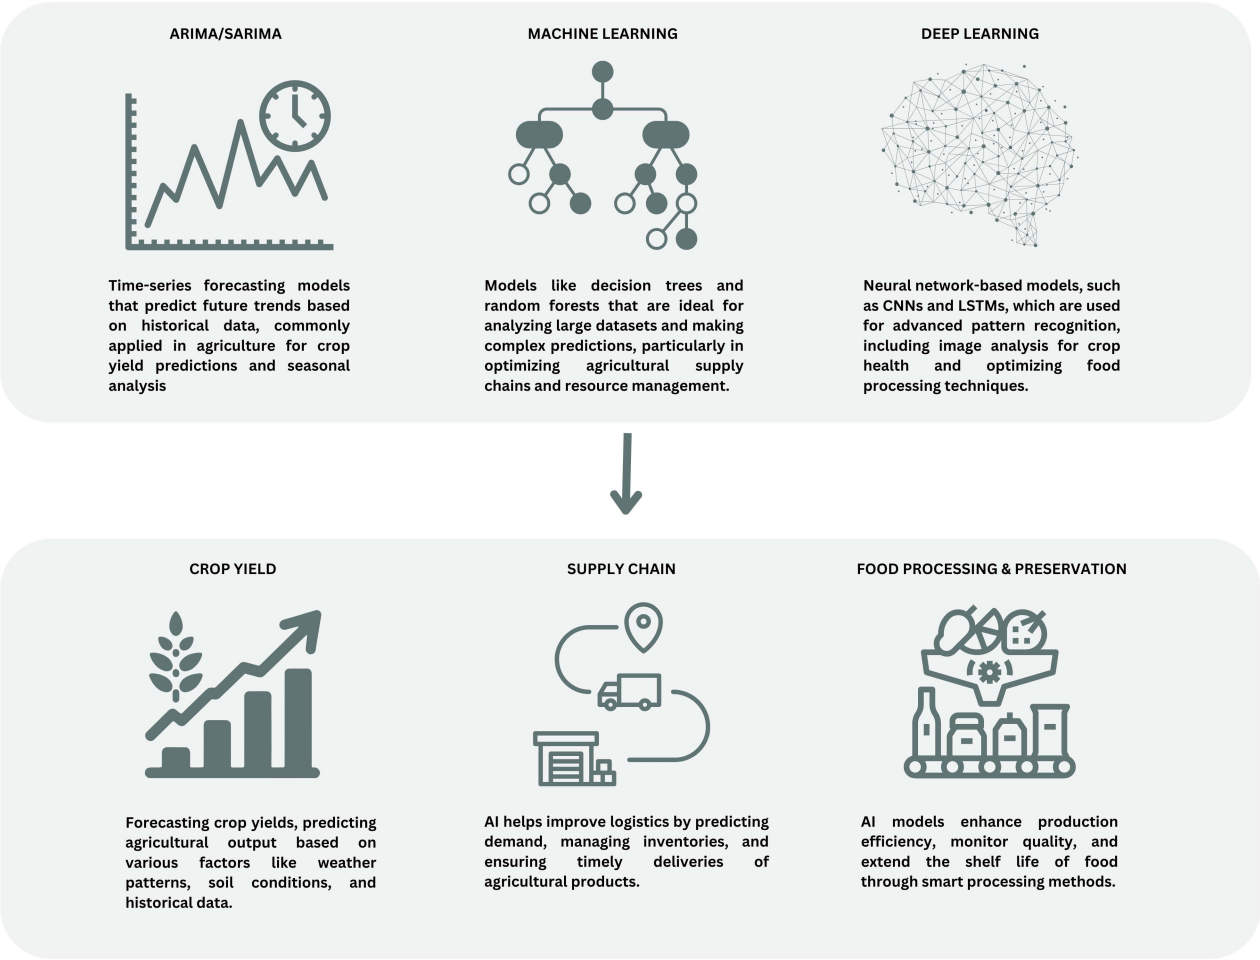 ARIMA/SARIMA
Time-series forecasting models
that predict future trends based
on historical data, commonly
applied in agriculture for crop
yield predictions and seasonal
analysis
MACHINE LEARNING
Models like decision trees and
random forests that are ideal for
analyzing large datasets and making
complex predictions, particularly in
optimizing agricultural supply
chains and resource management.
DEEP LEARNING
Neural network-based models, such
as CNNs and LSTMs, which are used
for advanced pattern recognition,
including image analysis for crop
health and optimizing food
processing techniques.
CROP YIELD
Forecasting crop yields, predicting
agricultural output based on
various factors like weather
patterns, soil conditions, and
historical data.
SUPPLY CHAIN
AI helps improve logistics by predicting
demand, managing inventories, and
ensuring timely deliveries of
agricultural products.
FOOD PROCESSING & PRESERVATION
AI models enhance production
efficiency, monitor quality, and
extend the shelf life of food
through smart processing methods.